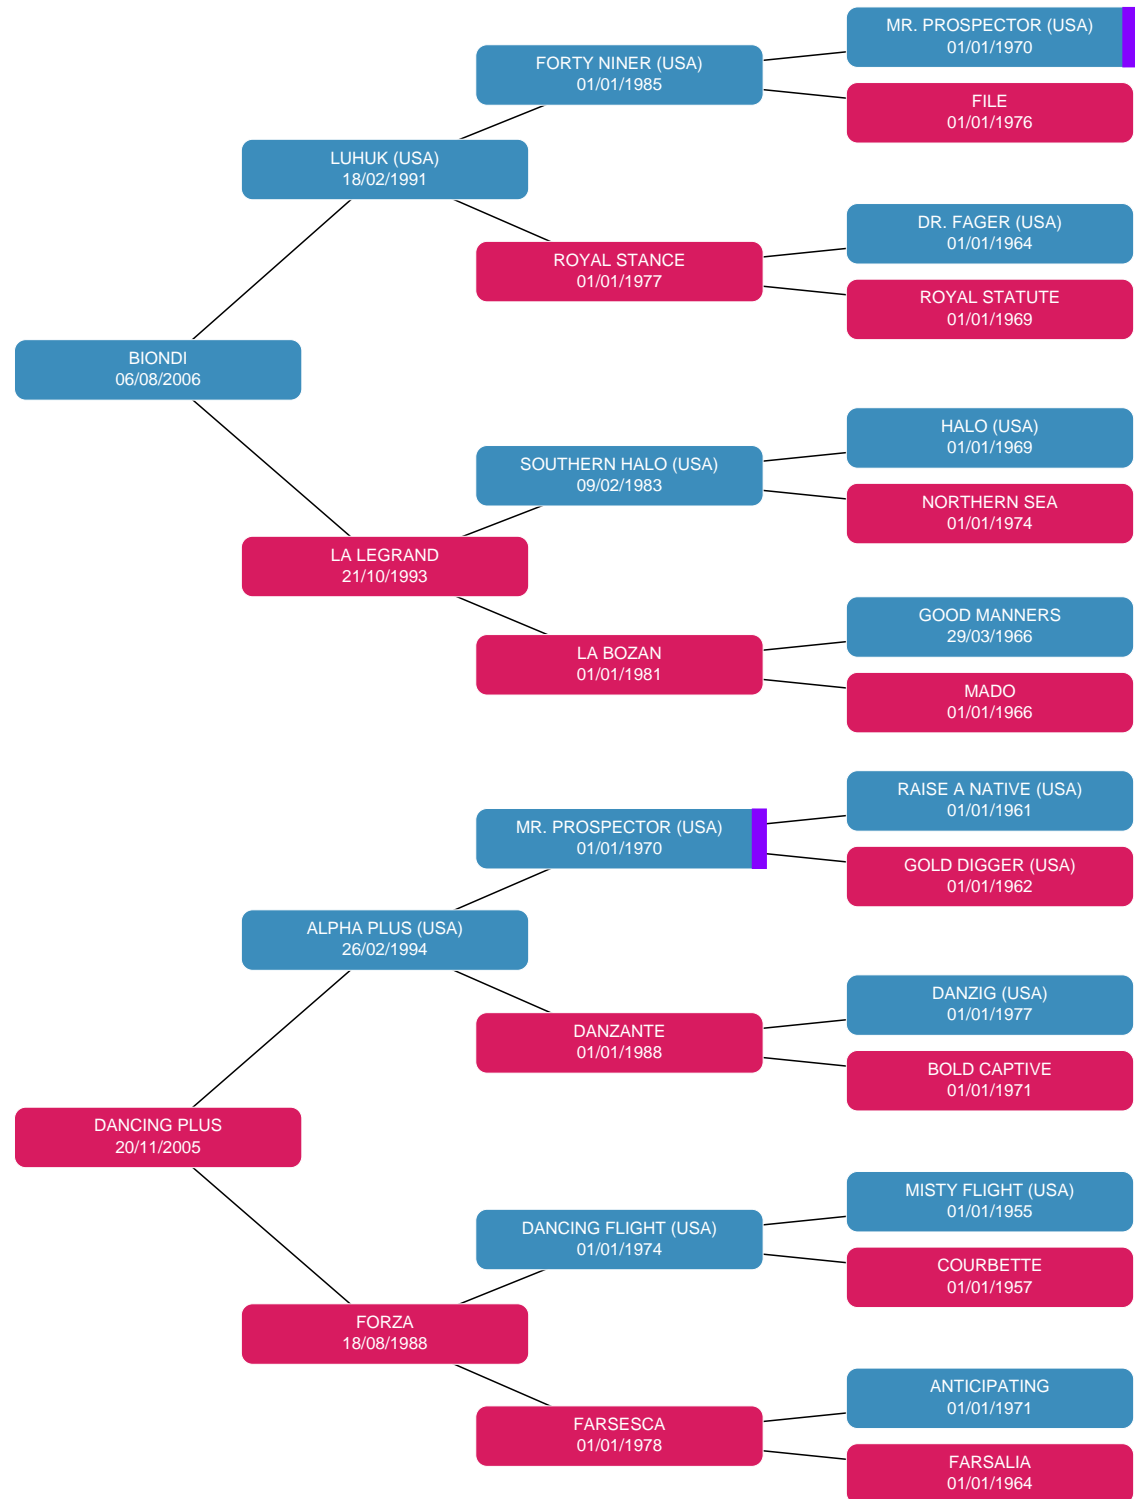 MR. PROSPECTOR (USA)
01/01/1970
FORTY NINER (USA)
01/01/1985
FILE
01/01/1976
LUHUK (USA)
18/02/1991
DR. FAGER (USA)
01/01/1964
ROYAL STANCE
01/01/1977
ROYAL STATUTE
01/01/1969
BIONDI
06/08/2006
HALO (USA)
01/01/1969
SOUTHERN HALO (USA)
09/02/1983
NORTHERN SEA
01/01/1974
LA LEGRAND
21/10/1993
GOOD MANNERS
29/03/1966
LA BOZAN
01/01/1981
MADO
01/01/1966
RAISE A NATIVE (USA)
01/01/1961
MR. PROSPECTOR (USA)
01/01/1970
GOLD DIGGER (USA)
01/01/1962
ALPHA PLUS (USA)
26/02/1994
DANZIG (USA)
01/01/1977
DANZANTE
01/01/1988
BOLD CAPTIVE
01/01/1971
DANCING PLUS
20/11/2005
MISTY FLIGHT (USA)
01/01/1955
DANCING FLIGHT (USA)
01/01/1974
COURBETTE
01/01/1957
FORZA
18/08/1988
ANTICIPATING
01/01/1971
FARSESCA
01/01/1978
FARSALIA
01/01/1964